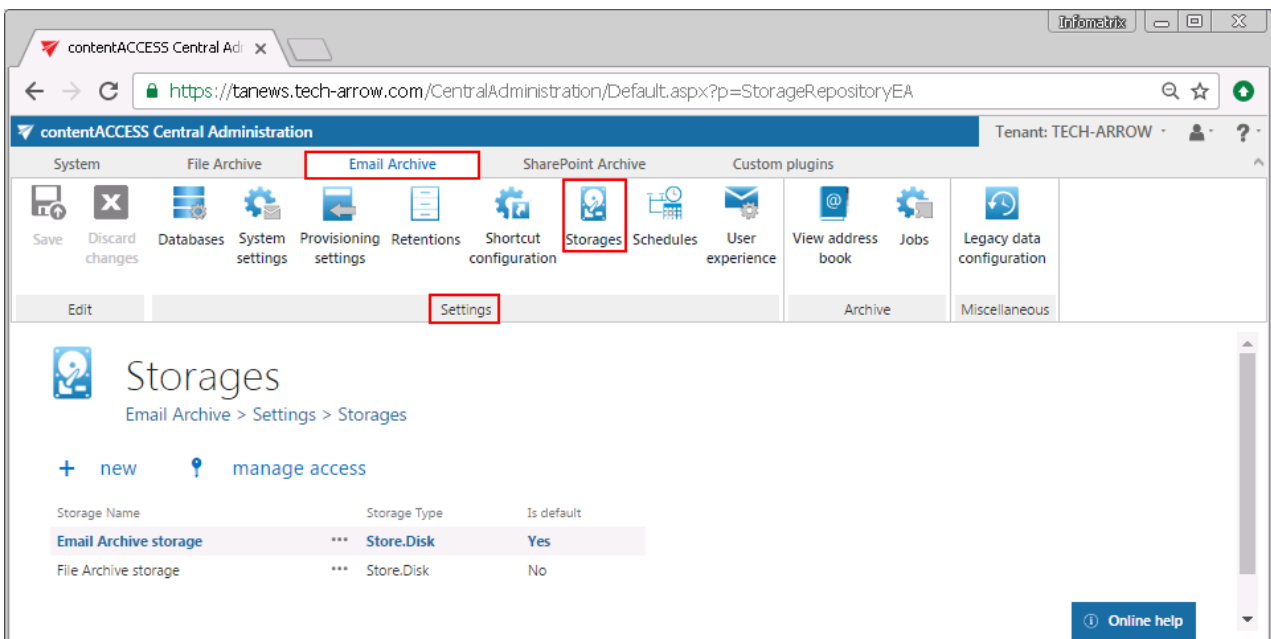 Infomatrix
contentACCESS Central Ad
https://tanews.tech-arrow.com/CentralAdministration/Default.aspx?p=StorageRepositoryEA
contentACCESS Central Administration Tenant: TECH-ARROW ?
System File Archive Email Archive SharePoint Archive Custom plugins
Save Discard changes Databases System settings Provisioning settings Retentions Shortcut configuration Storages Schedules User experience View address book Jobs Legacy data configuration
Edit Settings Archive Miscellaneous
Storages
Email Archive > Settings > Storages
+ new manage access
Storage Name Storage Type Is default
Email Archive storage ••• Store.Disk Yes
File Archive storage ••• Store.Disk No
Online help